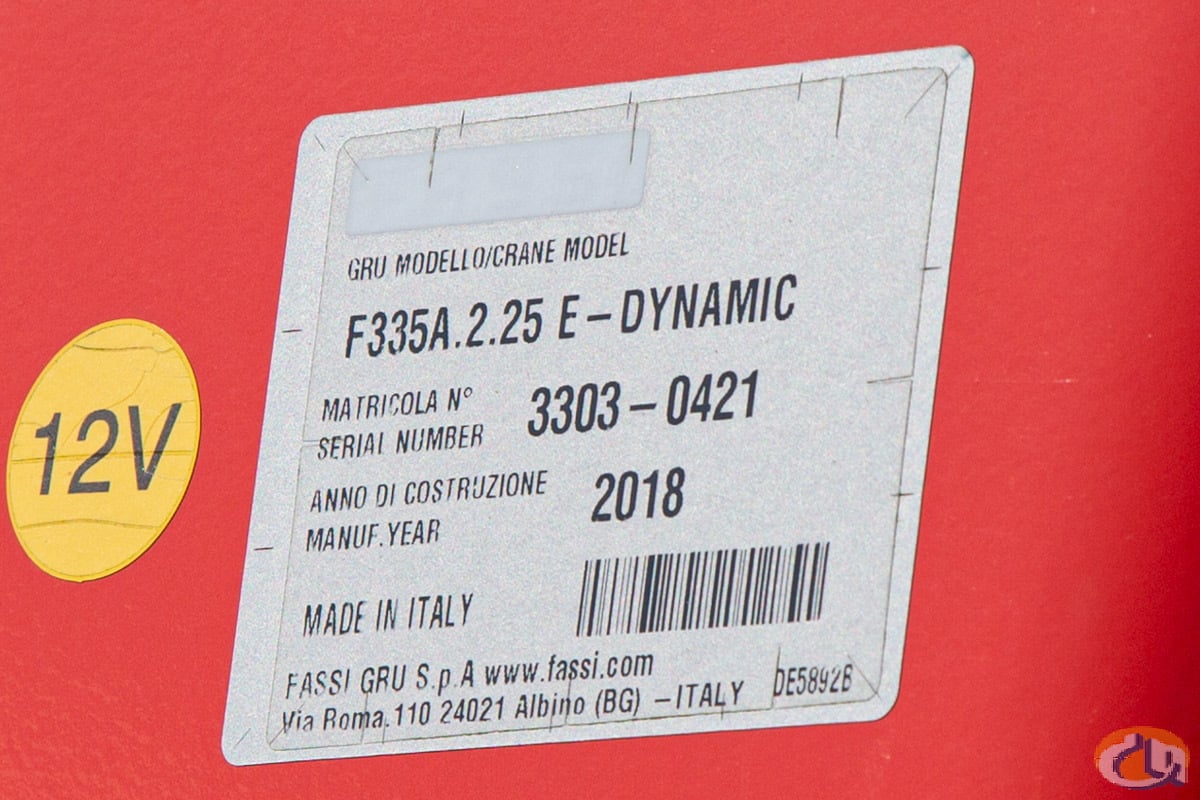 12V
GRU MODELLO/CRANE MODEL
F335A.2.25 E-DYNAMIC
MATRICOLA N° 3303-0421
SERIAL NUMBER
ANNO DI COSTRUZIONE 2018
MANUF.YEAR
MADE IN ITALY
FASSI GRU S.p.A www.fassi.com
Via Roma.110 24021 Albino (BG) -ITALY DE5892B